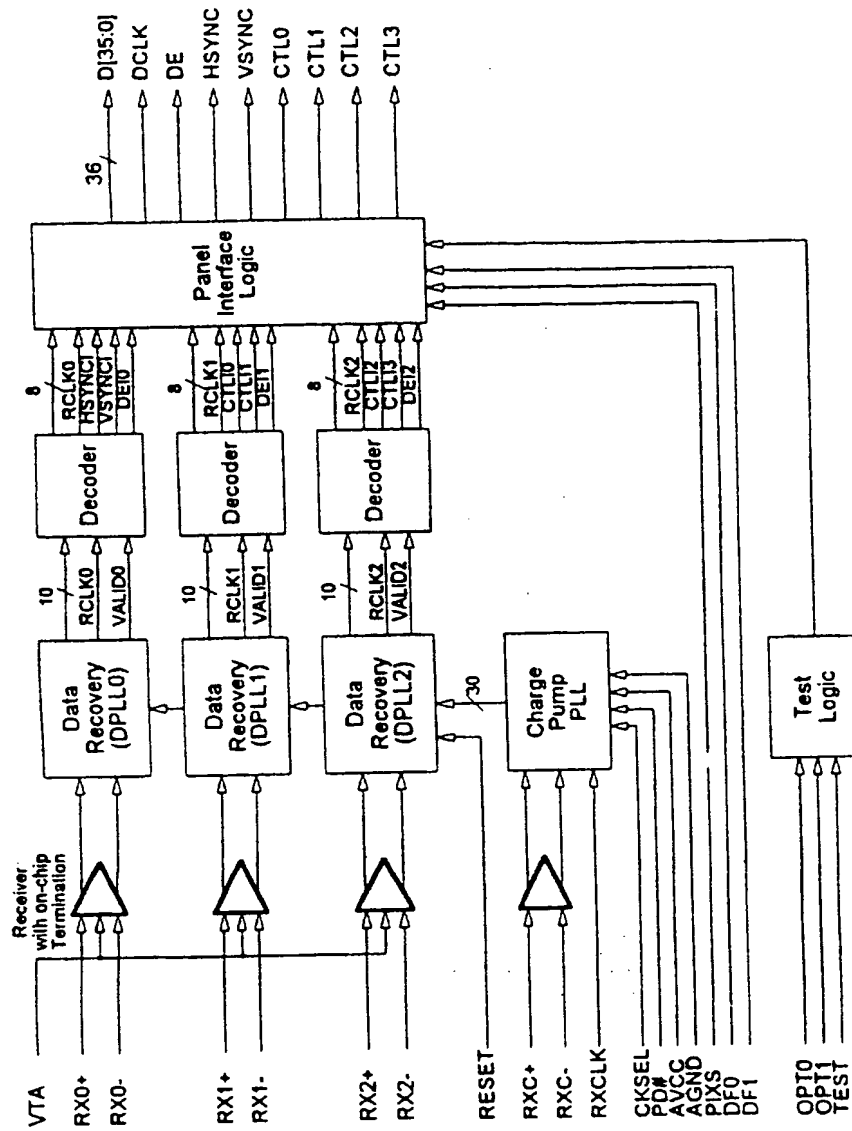 VTA
RX0+
RX0-
RX1+
RX1-
RX2+
RX2-
RESET
RXC+
RXC-
RXCLK
CKSEL
PD#
AVCC
AGND
PIXS
DF0
DF1
OPT0
OPT1
TEST
Receiver
with on-chip
Termination
Data
Recovery
(DPLL0)
Data
Recovery
(DPLL1)
Data
Recovery
(DPLL2)
30
Charge
Pump
PLL
Test
Logic
10
RCLK0
VALID0
10
RCLK1
VALID1
10
RCLK2
VALID2
Decoder
Decoder
Decoder
8
RCLK0
HSYNCI
VSYNCI
DEI0
8
RCLK1
CTLI0
CTLI1
DEI1
8
RCLK2
CTLI2
CTLI3
DEI2
Panel
Interface
Logic
36
D[35:0]
DCLK
DE
HSYNC
VSYNC
CTL0
CTL1
CTL2
CTL3